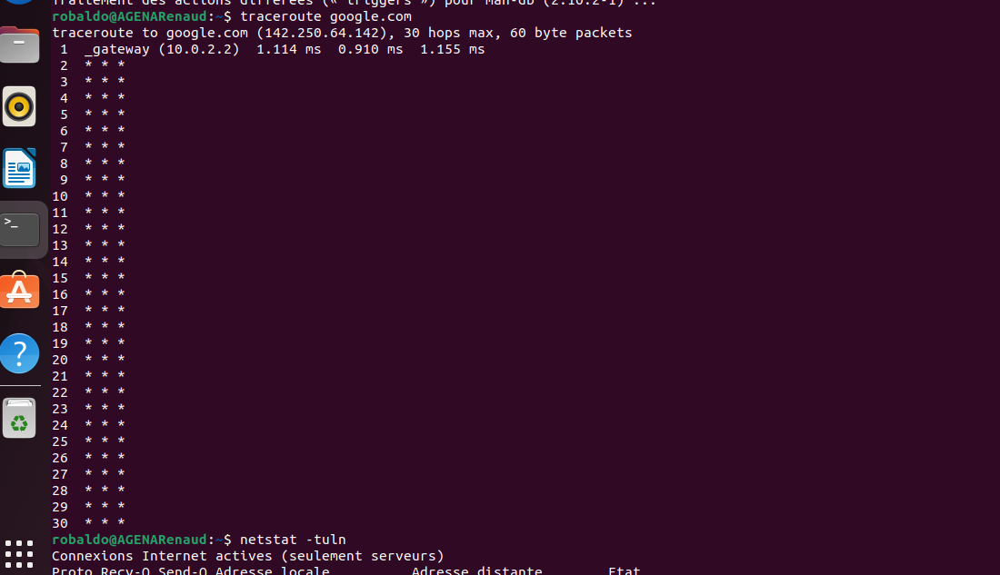 Traitement des actions différées (« triggers ») pour man-db (2.10.2-1) ...
robaldo@AGENARenaud:~$ traceroute google.com
traceroute to google.com (142.250.64.142), 30 hops max, 60 byte packets
 1  _gateway (10.0.2.2)  1.114 ms  0.910 ms  1.155 ms
 2  * * *
 3  * * *
 4  * * *
 5  * * *
 6  * * *
 7  * * *
 8  * * *
 9  * * *
10  * * *
11  * * *
12  * * *
13  * * *
14  * * *
15  * * *
16  * * *
17  * * *
18  * * *
19  * * *
20  * * *
21  * * *
22  * * *
23  * * *
24  * * *
25  * * *
26  * * *
27  * * *
28  * * *
29  * * *
30  * * *
robaldo@AGENARenaud:~$ netstat -tuln
Connexions Internet actives (seulement serveurs)
Proto Recv-Q Send-Q Adresse locale          Adresse distante        Etat